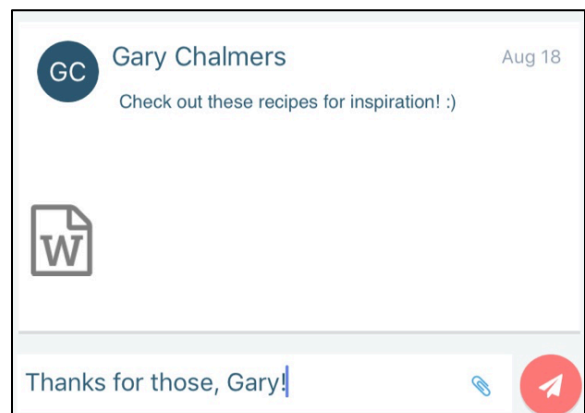 GC
Gary Chalmers
Aug 18
Check out these recipes for inspiration! :)
W
Thanks for those, Gary!